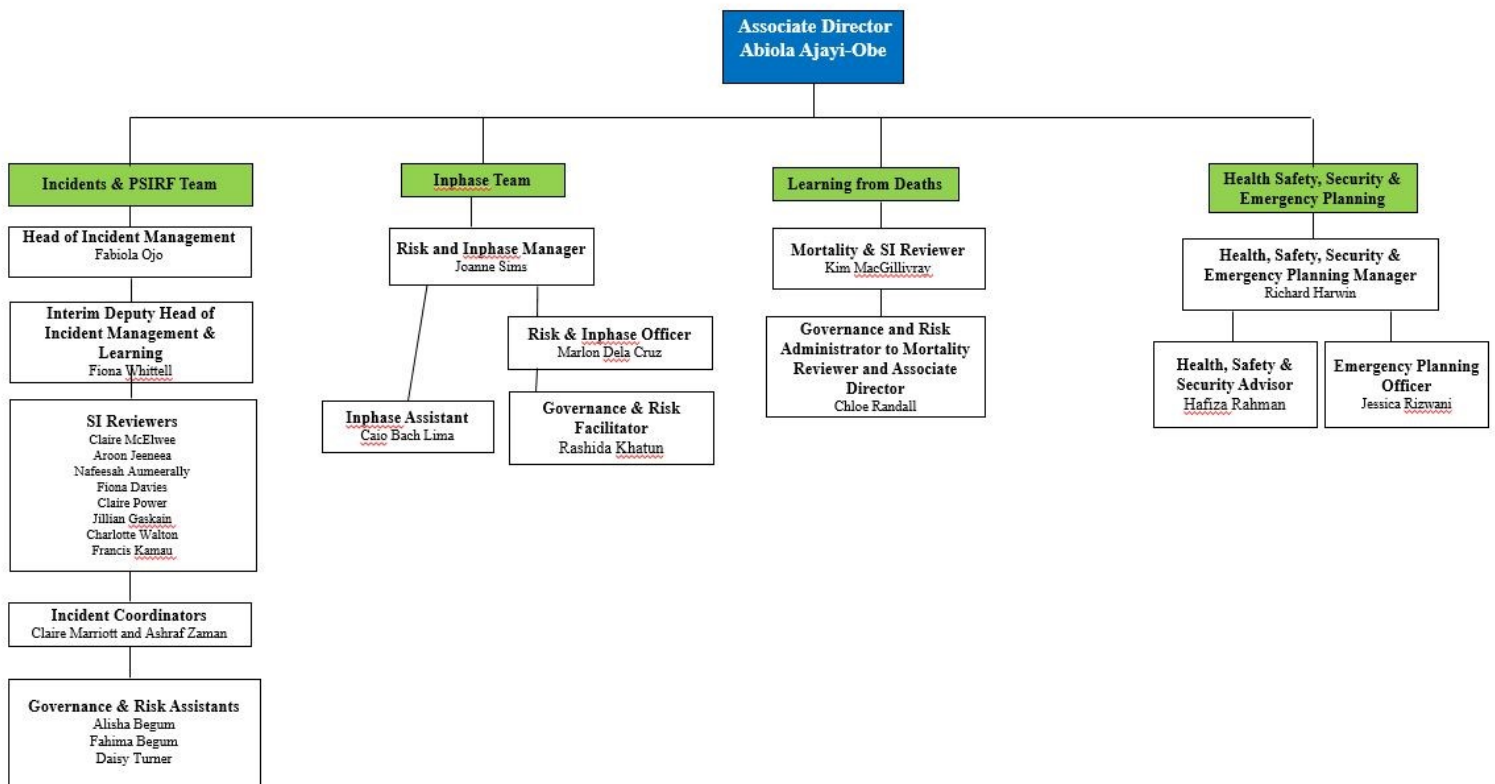 Associate Director
Abiola Ajayi-Obe
Incidents & PSIRF Team
Head of Incident Management
Fabiola Ojo
Interim Deputy Head of
Incident Management &
Learning
Fiona Whittell
SI Reviewers
Claire McElwee
Aroon Jeeneea
Nafeesah Aumeerally
Fiona Davies
Claire Power
Jillian Gaskain
Charlotte Walton
Francis Kamau
Incident Coordinators
Claire Marriott and Ashraf Zaman
Governance & Risk Assistants
Alisha Begum
Fahima Begum
Daisy Turner
Inphase Team
Risk and Inphase Manager
Joanne Sims
Risk & Inphase Officer
Marlon Dela Cruz
Inphase Assistant
Caio Bach Lima
Governance & Risk
Facilitator
Rashida Khatun
Learning from Deaths
Mortality & SI Reviewer
Kim MacGillivray
Governance and Risk
Administrator to Mortality
Reviewer and Associate
Director
Chloe Randall
Health Safety, Security &
Emergency Planning
Health, Safety, Security &
Emergency Planning Manager
Richard Harwin
Health, Safety &
Security Advisor
Hafiza Rahman
Emergency Planning
Officer
Jessica Rizwani